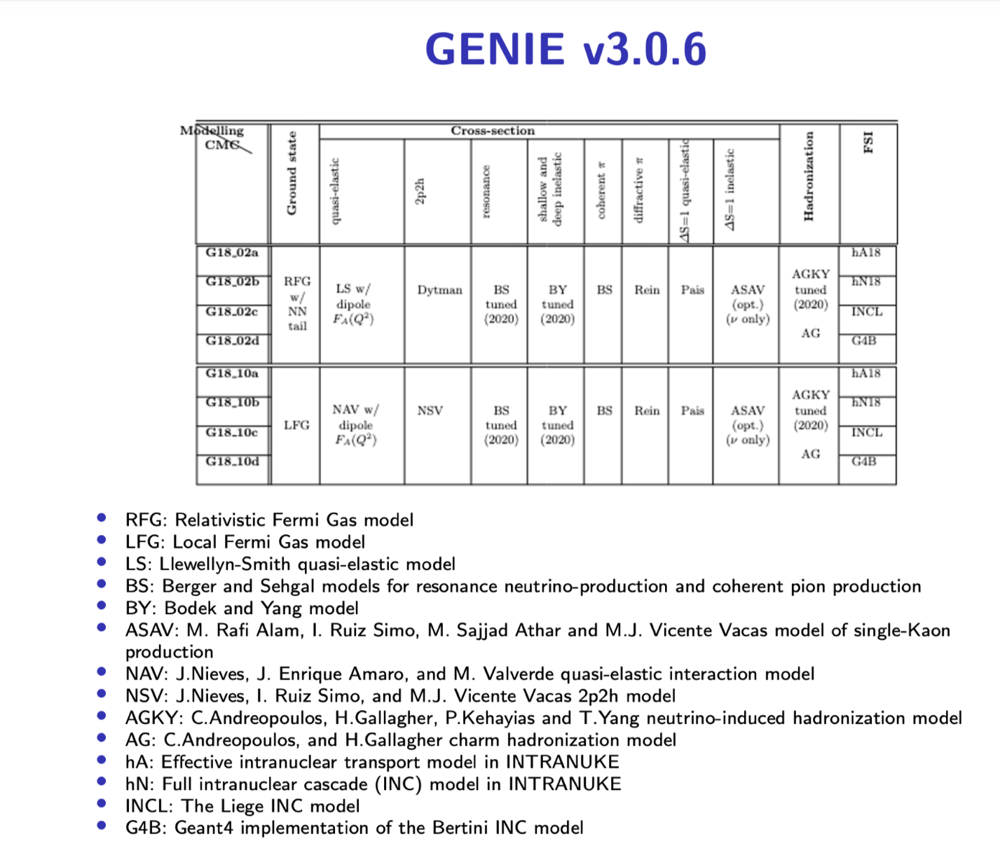 GENIE v3.0.6
Modelling
CMC
Ground state
Cross-section
quasi-elastic
2p2h
resonance
shallow and
deep inelastic
coherent π
diffractive π
ΔS=1 quasi-elastic
ΔS=1 inelastic
Hadronization
FSI
G18_02a
G18_02b
G18_02c
G18_02d
RFG
w/
NN
tail
LS w/
dipole
F_A(Q²)
Dytman
BS
tuned
(2020)
BY
tuned
(2020)
BS
Rein
Pais
ASAV
(opt.)
(ν only)
AGKY
tuned
(2020)
AG
hA18
hN18
INCL
G4B
G18_10a
G18_10b
G18_10c
G18_10d
LFG
NAV w/
dipole
F_A(Q²)
NSV
BS
tuned
(2020)
BY
tuned
(2020)
BS
Rein
Pais
ASAV
(opt.)
(ν only)
AGKY
tuned
(2020)
AG
hA18
hN18
INCL
G4B
• RFG: Relativistic Fermi Gas model
• LFG: Local Fermi Gas model
• LS: Llewellyn-Smith quasi-elastic model
• BS: Berger and Sehgal models for resonance neutrino-production and coherent pion production
• BY: Bodek and Yang model
• ASAV: M. Rafi Alam, I. Ruiz Simo, M. Sajjad Athar and M.J. Vicente Vacas model of single-Kaon
production
• NAV: J.Nieves, J. Enrique Amaro, and M. Valverde quasi-elastic interaction model
• NSV: J.Nieves, I. Ruiz Simo, and M.J. Vicente Vacas 2p2h model
• AGKY: C.Andreopoulos, H.Gallagher, P.Kehayias and T.Yang neutrino-induced hadronization model
• AG: C.Andreopoulos, and H.Gallagher charm hadronization model
• hA: Effective intranuclear transport model in INTRANUKE
• hN: Full intranuclear cascade (INC) model in INTRANUKE
• INCL: The Liege INC model
• G4B: Geant4 implementation of the Bertini INC model